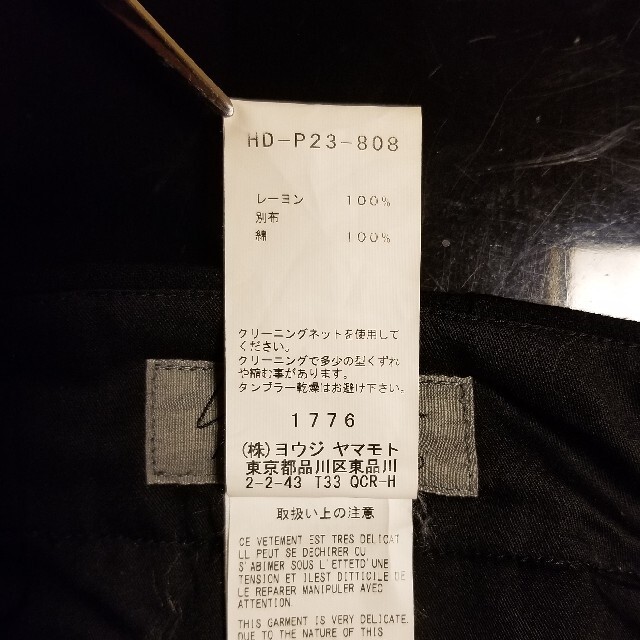 HD-P23-808
レーヨン 100%
別布
綿 100%
クリーニングネットを使用して
ください。
クリーニングで多少の型くずれ
や縮む事があります。
タンブラー乾燥はお避け下さい。
1776
(株)ヨウジ ヤマモト
東京都品川区東品川
2-2-43 T33 QCR-H
取扱い上の注意
CE VETEMENT EST TRES DELICAT
LL PEUT SE DECHIRER OU
S'ABIMER SOUS L'ETTETD'UNE
TENSION ET ILEST DITTICILE DE
LE REPARER MANIPULER AVEC
ATTENTION
THIS GARMENT IS VERY DELICATE
DUE TO THE NATURE OF THIS